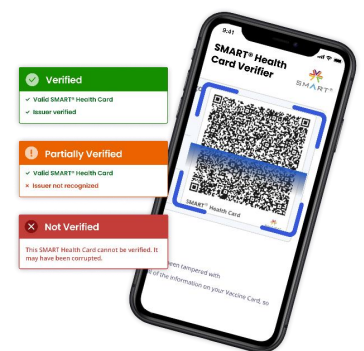 Verified
✓ Valid SMART® Health Card
✓ Issuer verified
! Partially Verified
✓ Valid SMART® Health Card
× Issuer not recognized
× Not Verified
This SMART Health Card cannot be verified. It
may have been corrupted.
9:41
SMART® Health
Card Verifier
SMART®
SMART® Health Card
been tampered with
of the information on your Vaccine Card, so